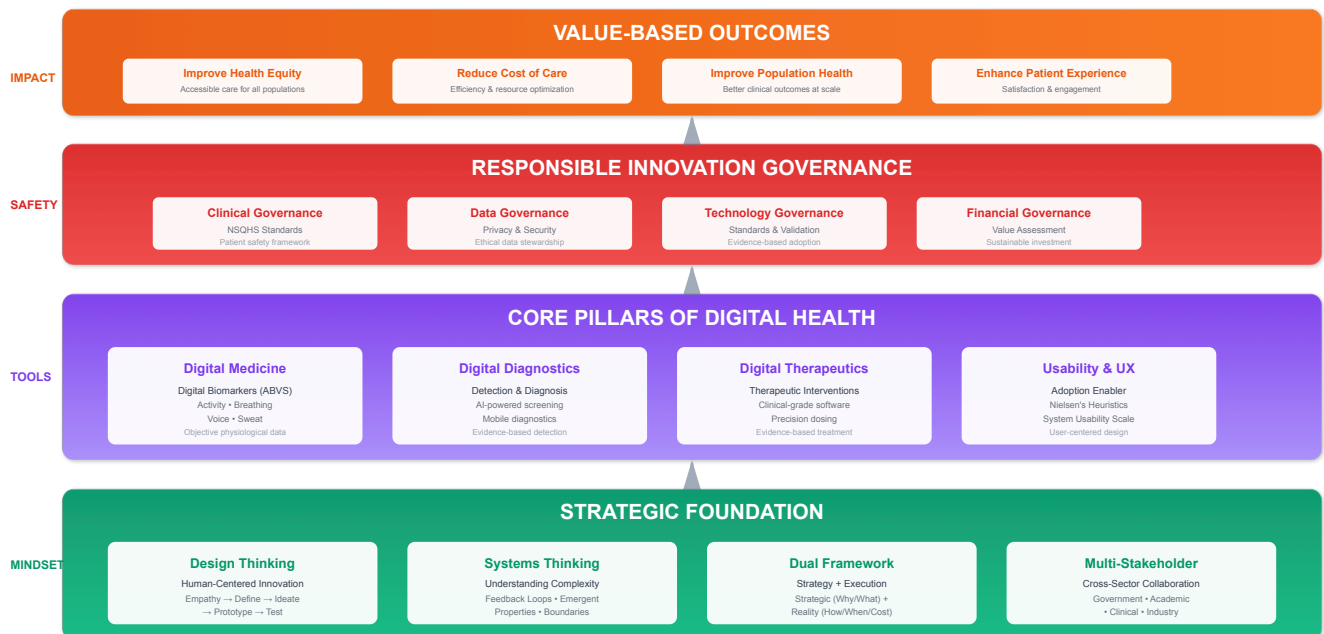 VALUE-BASED OUTCOMES
IMPACT
Improve Health Equity
Accessible care for all populations
Reduce Cost of Care
Efficiency & resource optimization
Improve Population Health
Better clinical outcomes at scale
Enhance Patient Experience
Satisfaction & engagement
RESPONSIBLE INNOVATION GOVERNANCE
SAFETY
Clinical Governance
NSQHS Standards
Patient safety framework
Data Governance
Privacy & Security
Ethical data stewardship
Technology Governance
Standards & Validation
Evidence-based adoption
Financial Governance
Value Assessment
Sustainable investment
CORE PILLARS OF DIGITAL HEALTH
TOOLS
Digital Medicine
Digital Biomarkers (ABVS)
Activity • Breathing
Voice • Sweat
Objective physiological data
Digital Diagnostics
Detection & Diagnosis
AI-powered screening
Mobile diagnostics
Evidence-based detection
Digital Therapeutics
Therapeutic Interventions
Clinical-grade software
Precision dosing
Evidence-based treatment
Usability & UX
Adoption Enabler
Nielsen's Heuristics
System Usability Scale
User-centered design
STRATEGIC FOUNDATION
MINDSET
Design Thinking
Human-Centered Innovation
Empathy → Define → Ideate
→ Prototype → Test
Systems Thinking
Understanding Complexity
Feedback Loops • Emergent
Properties • Boundaries
Dual Framework
Strategy + Execution
Strategic (Why/What) +
Reality (How/When/Cost)
Multi-Stakeholder
Cross-Sector Collaboration
Government • Academic
• Clinical • Industry